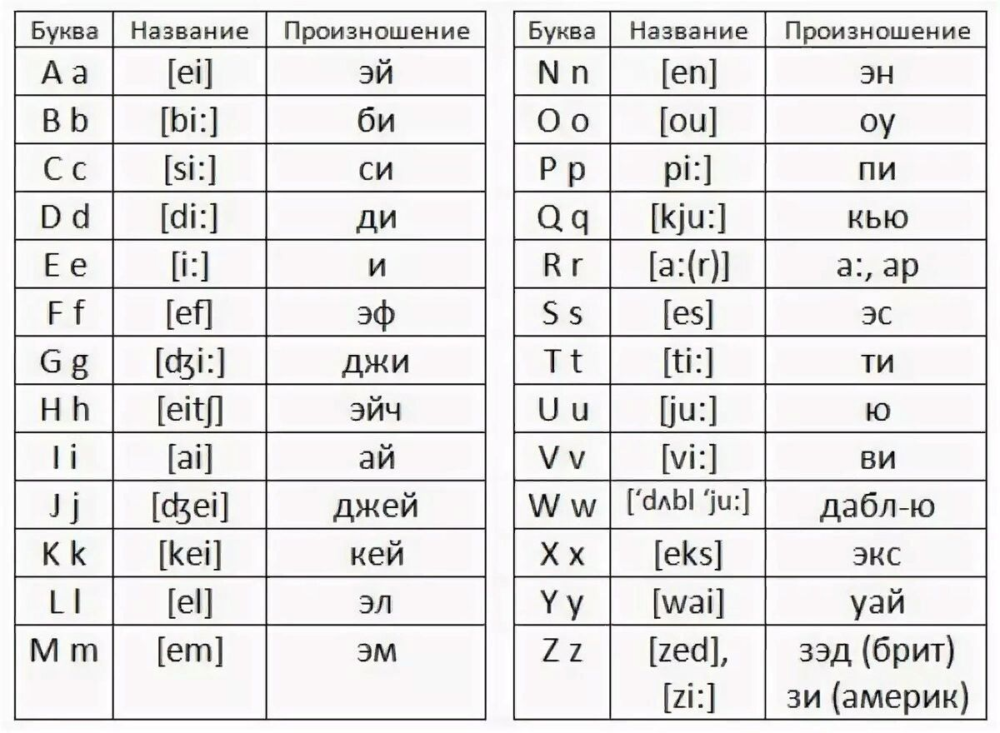 Буква Название Произношение
A a [ei] эй
B b [bi:] би
C c [si:] си
D d [di:] ди
E e [i:] и
F f [ef] эф
G g [ʤi:] джи
H h [eitʃ] эйч
I i [ai] ай
J j [ʤei] джей
K k [kei] кей
L l [el] эл
M m [em] эм
Буква Название Произношение
N n [en] эн
O o [ou] оу
P p pi:] пи
Q q [kju:] кью
R r [a:(r)] а:, ар
S s [es] эс
T t [ti:] ти
U u [ju:] ю
V v [vi:] ви
W w [‘dʌbl ‘ju:] дабл-ю
X x [eks] экс
Y y [wai] уай
Z z [zed], зэд (брит)
[zi:] зи (америк)